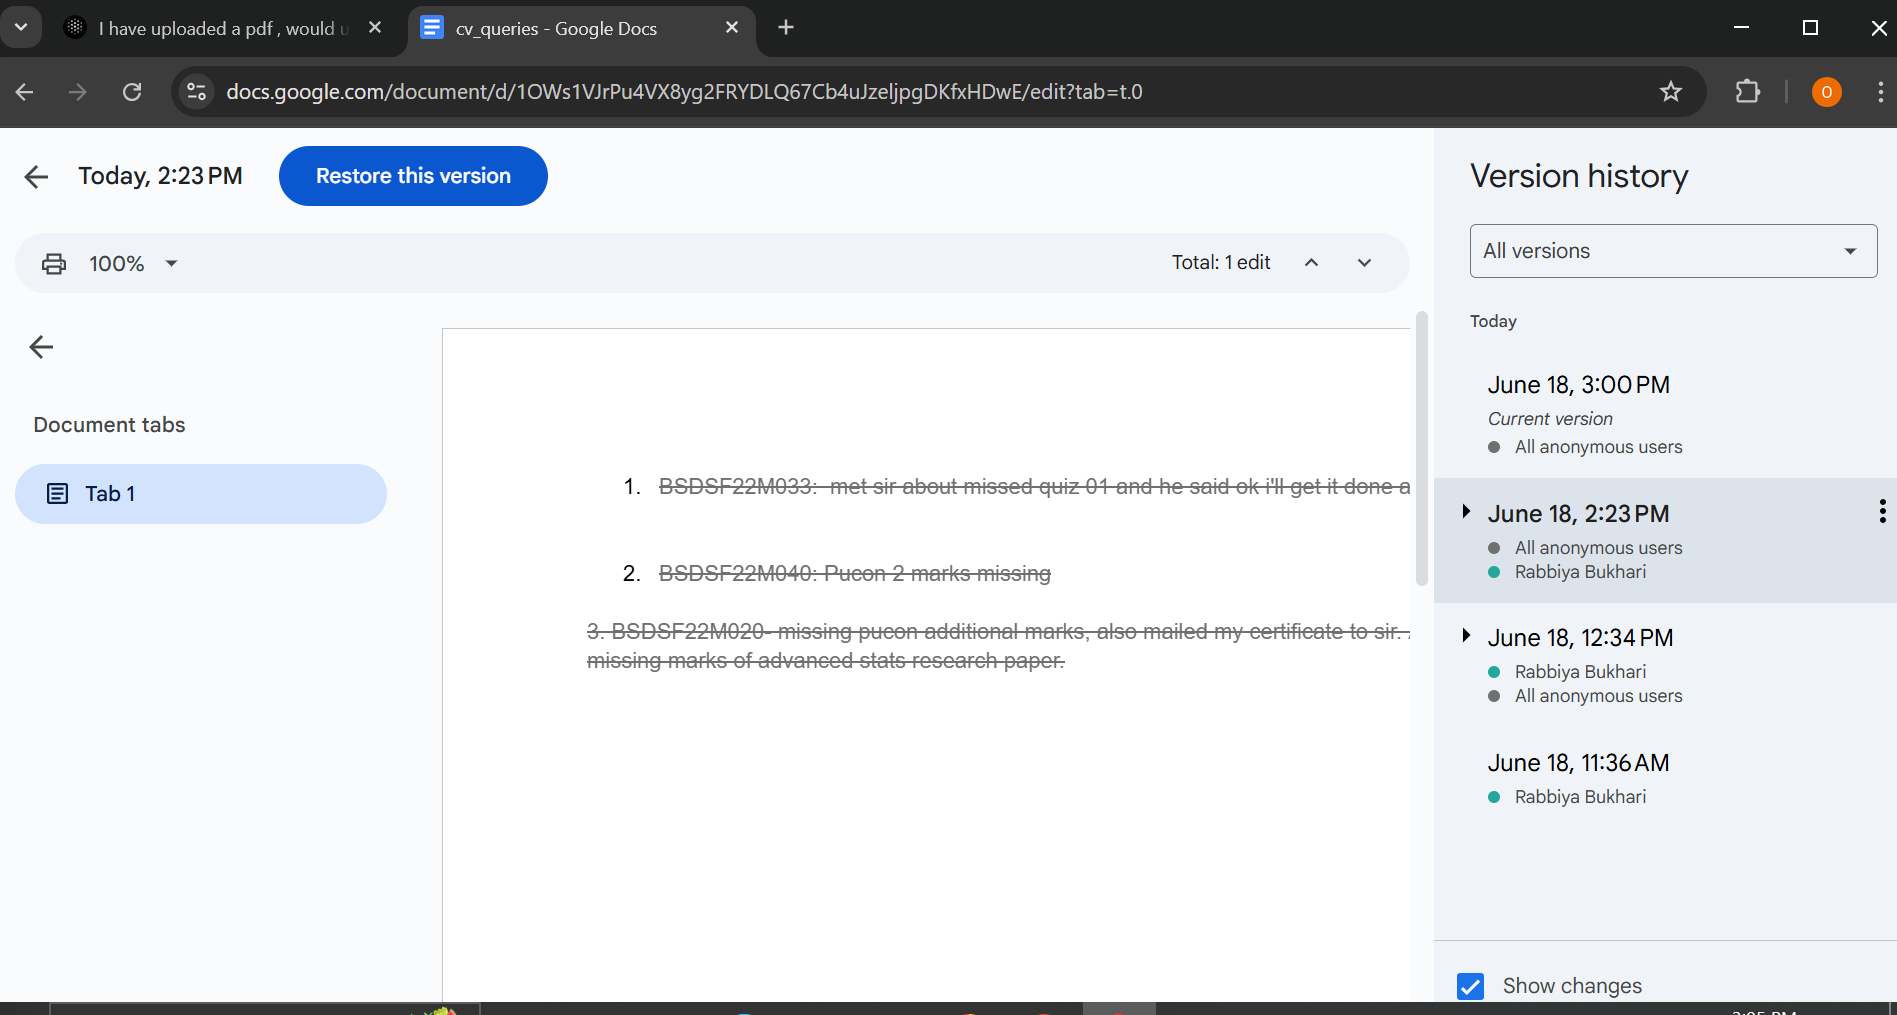 I have uploaded a pdf , would u
cv_queries - Google Docs
docs.google.com/document/d/1OWs1VJrPu4VX8yg2FRYDLQ67Cb4uJzeljpgDKfxHDwE/edit?tab=t.0
O
Today, 2:23 PM
Restore this version
100%
Total: 1 edit
Document tabs
Tab 1
1. BSDSF22M033: met sir about missed quiz 01 and he said ok i'll get it done a
2. BSDSF22M040: Pucon 2 marks missing
3. BSDSF22M020- missing pucon additional marks, also mailed my certificate to sir.
missing marks of advanced stats research paper.
Version history
All versions
Today
June 18, 3:00 PM
Current version
All anonymous users
June 18, 2:23 PM
All anonymous users
Rabbiya Bukhari
June 18, 12:34 PM
Rabbiya Bukhari
All anonymous users
June 18, 11:36 AM
Rabbiya Bukhari
Show changes